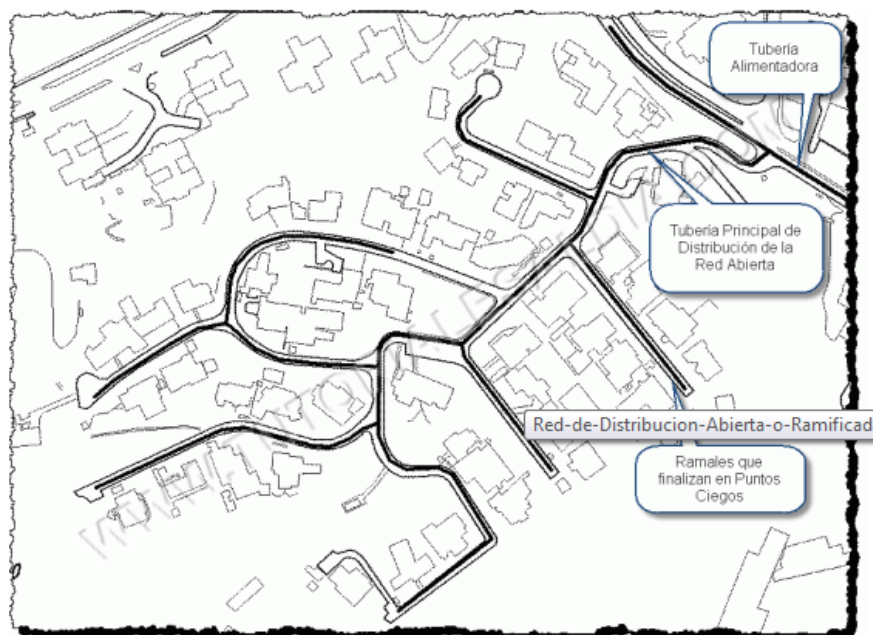 Tubería
Alimentadora
Tubería Principal de
Distribución de la
Red Abierta
Red-de-Distribucion-Abierta-o-Ramificad
Ramales que
finalizan en Puntos
Ciegos